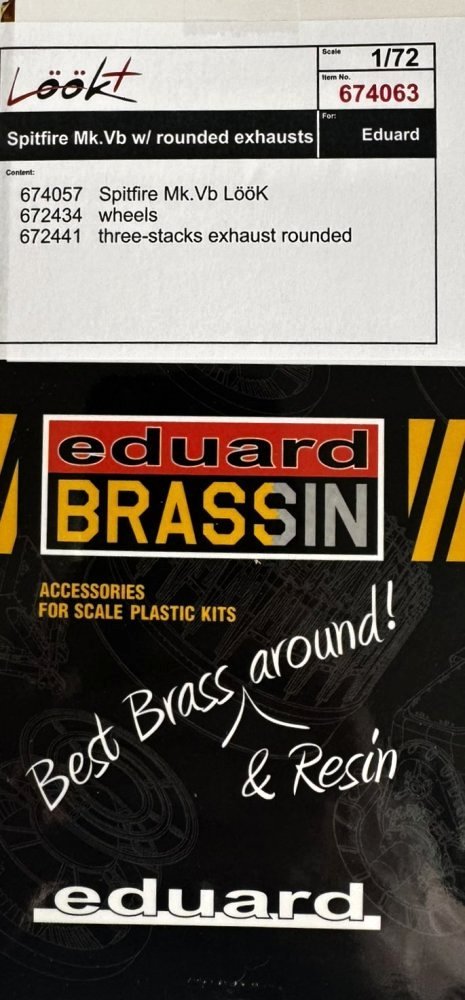 Löök+
Scale
1/72
Item No.
674063
Spitfire Mk.Vb w/ rounded exhausts
For:
Eduard
Content:
674057 Spitfire Mk.Vb LööK
672434 wheels
672441 three-stacks exhaust rounded
eduard
BRASSIN
ACCESSORIES
FOR SCALE PLASTIC KITS
Best Brass around!
& Resin
eduard